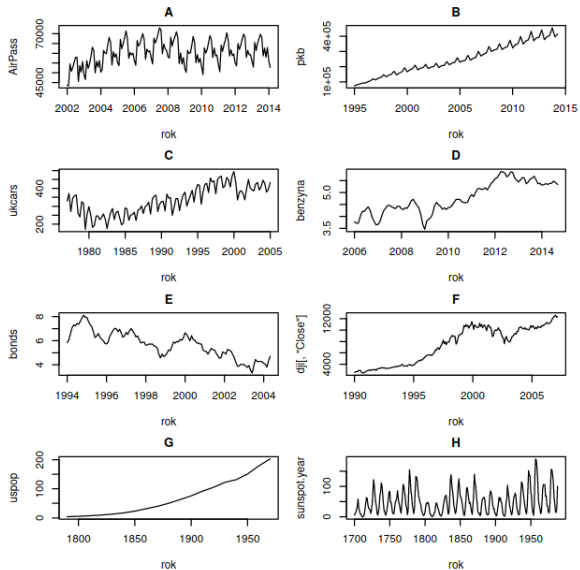 A
AirPass
45000 70000
2002 2004 2006 2008 2010 2012 2014
rok
B
pkb
1e+05 4e+05
1995 2000 2005 2010 2015
rok
C
ukcars
200 400
1980 1985 1990 1995 2000 2005
rok
D
benzyna
3.5 5.0
2006 2008 2010 2012 2014
rok
E
bonds
4 6 8
1994 1996 1998 2000 2002 2004
rok
F
dji[, "Close"]
4000 12000
1990 1995 2000 2005
rok
G
uspop
0 100 200
1800 1850 1900 1950
rok
H
sunspot.year
0 100
1700 1750 1800 1850 1900 1950
rok